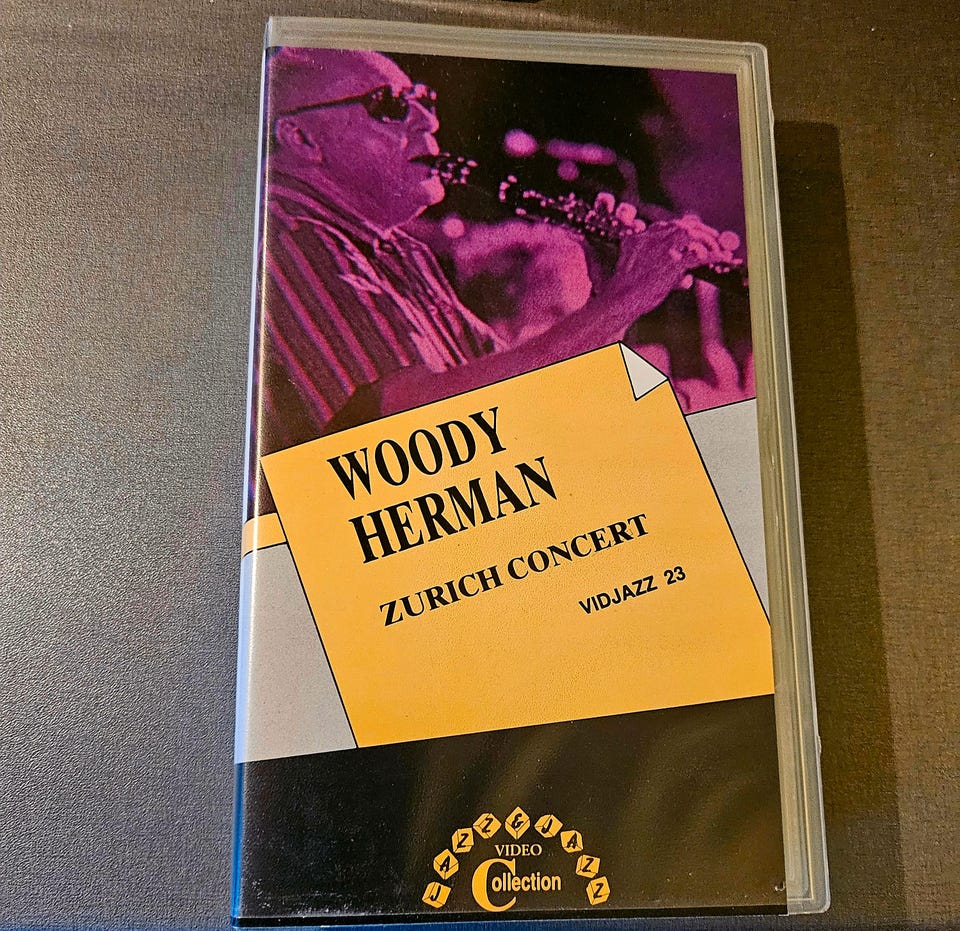 WOODY
HERMAN
ZURICH CONCERT
VIDJAZZ 23
JAZZ & JAZZ
VIDEO
Collection